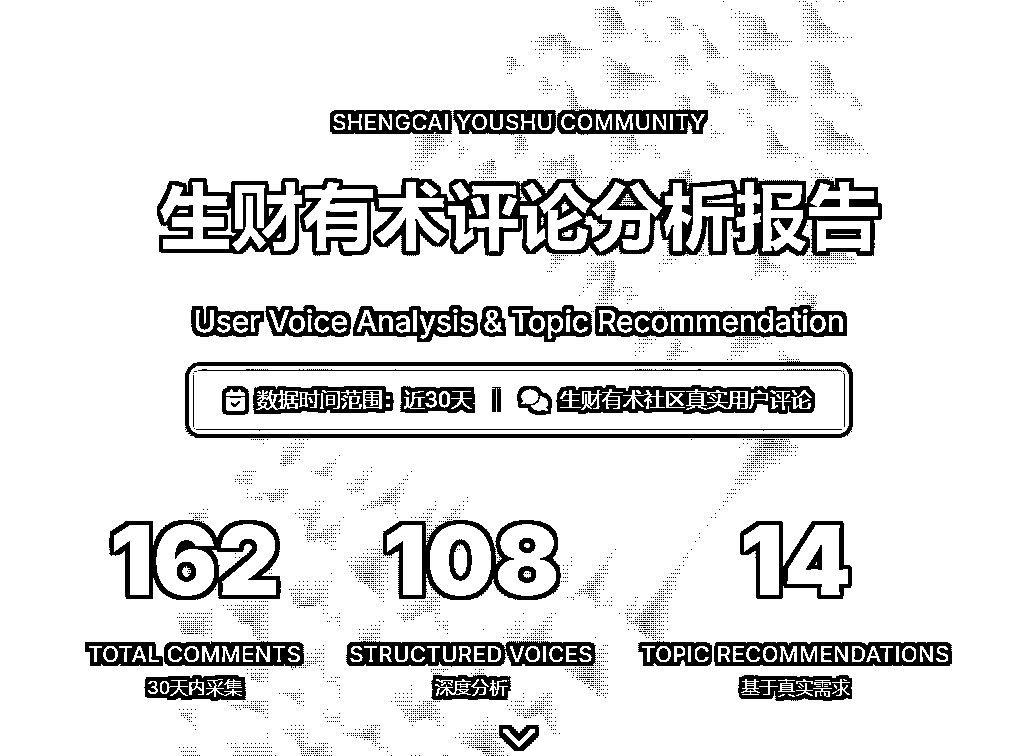 SHENGCAI YOUSHU COMMUNITY
生财有术评论分析报告
User Voice Analysis & Topic Recommendation
数据时间范围：近30天 | 生财有术社区真实用户评论
162 108 14
TOTAL COMMENTS STRUCTURED VOICES TOPIC RECOMMENDATIONS
30天内采集 深度分析 基于真实需求